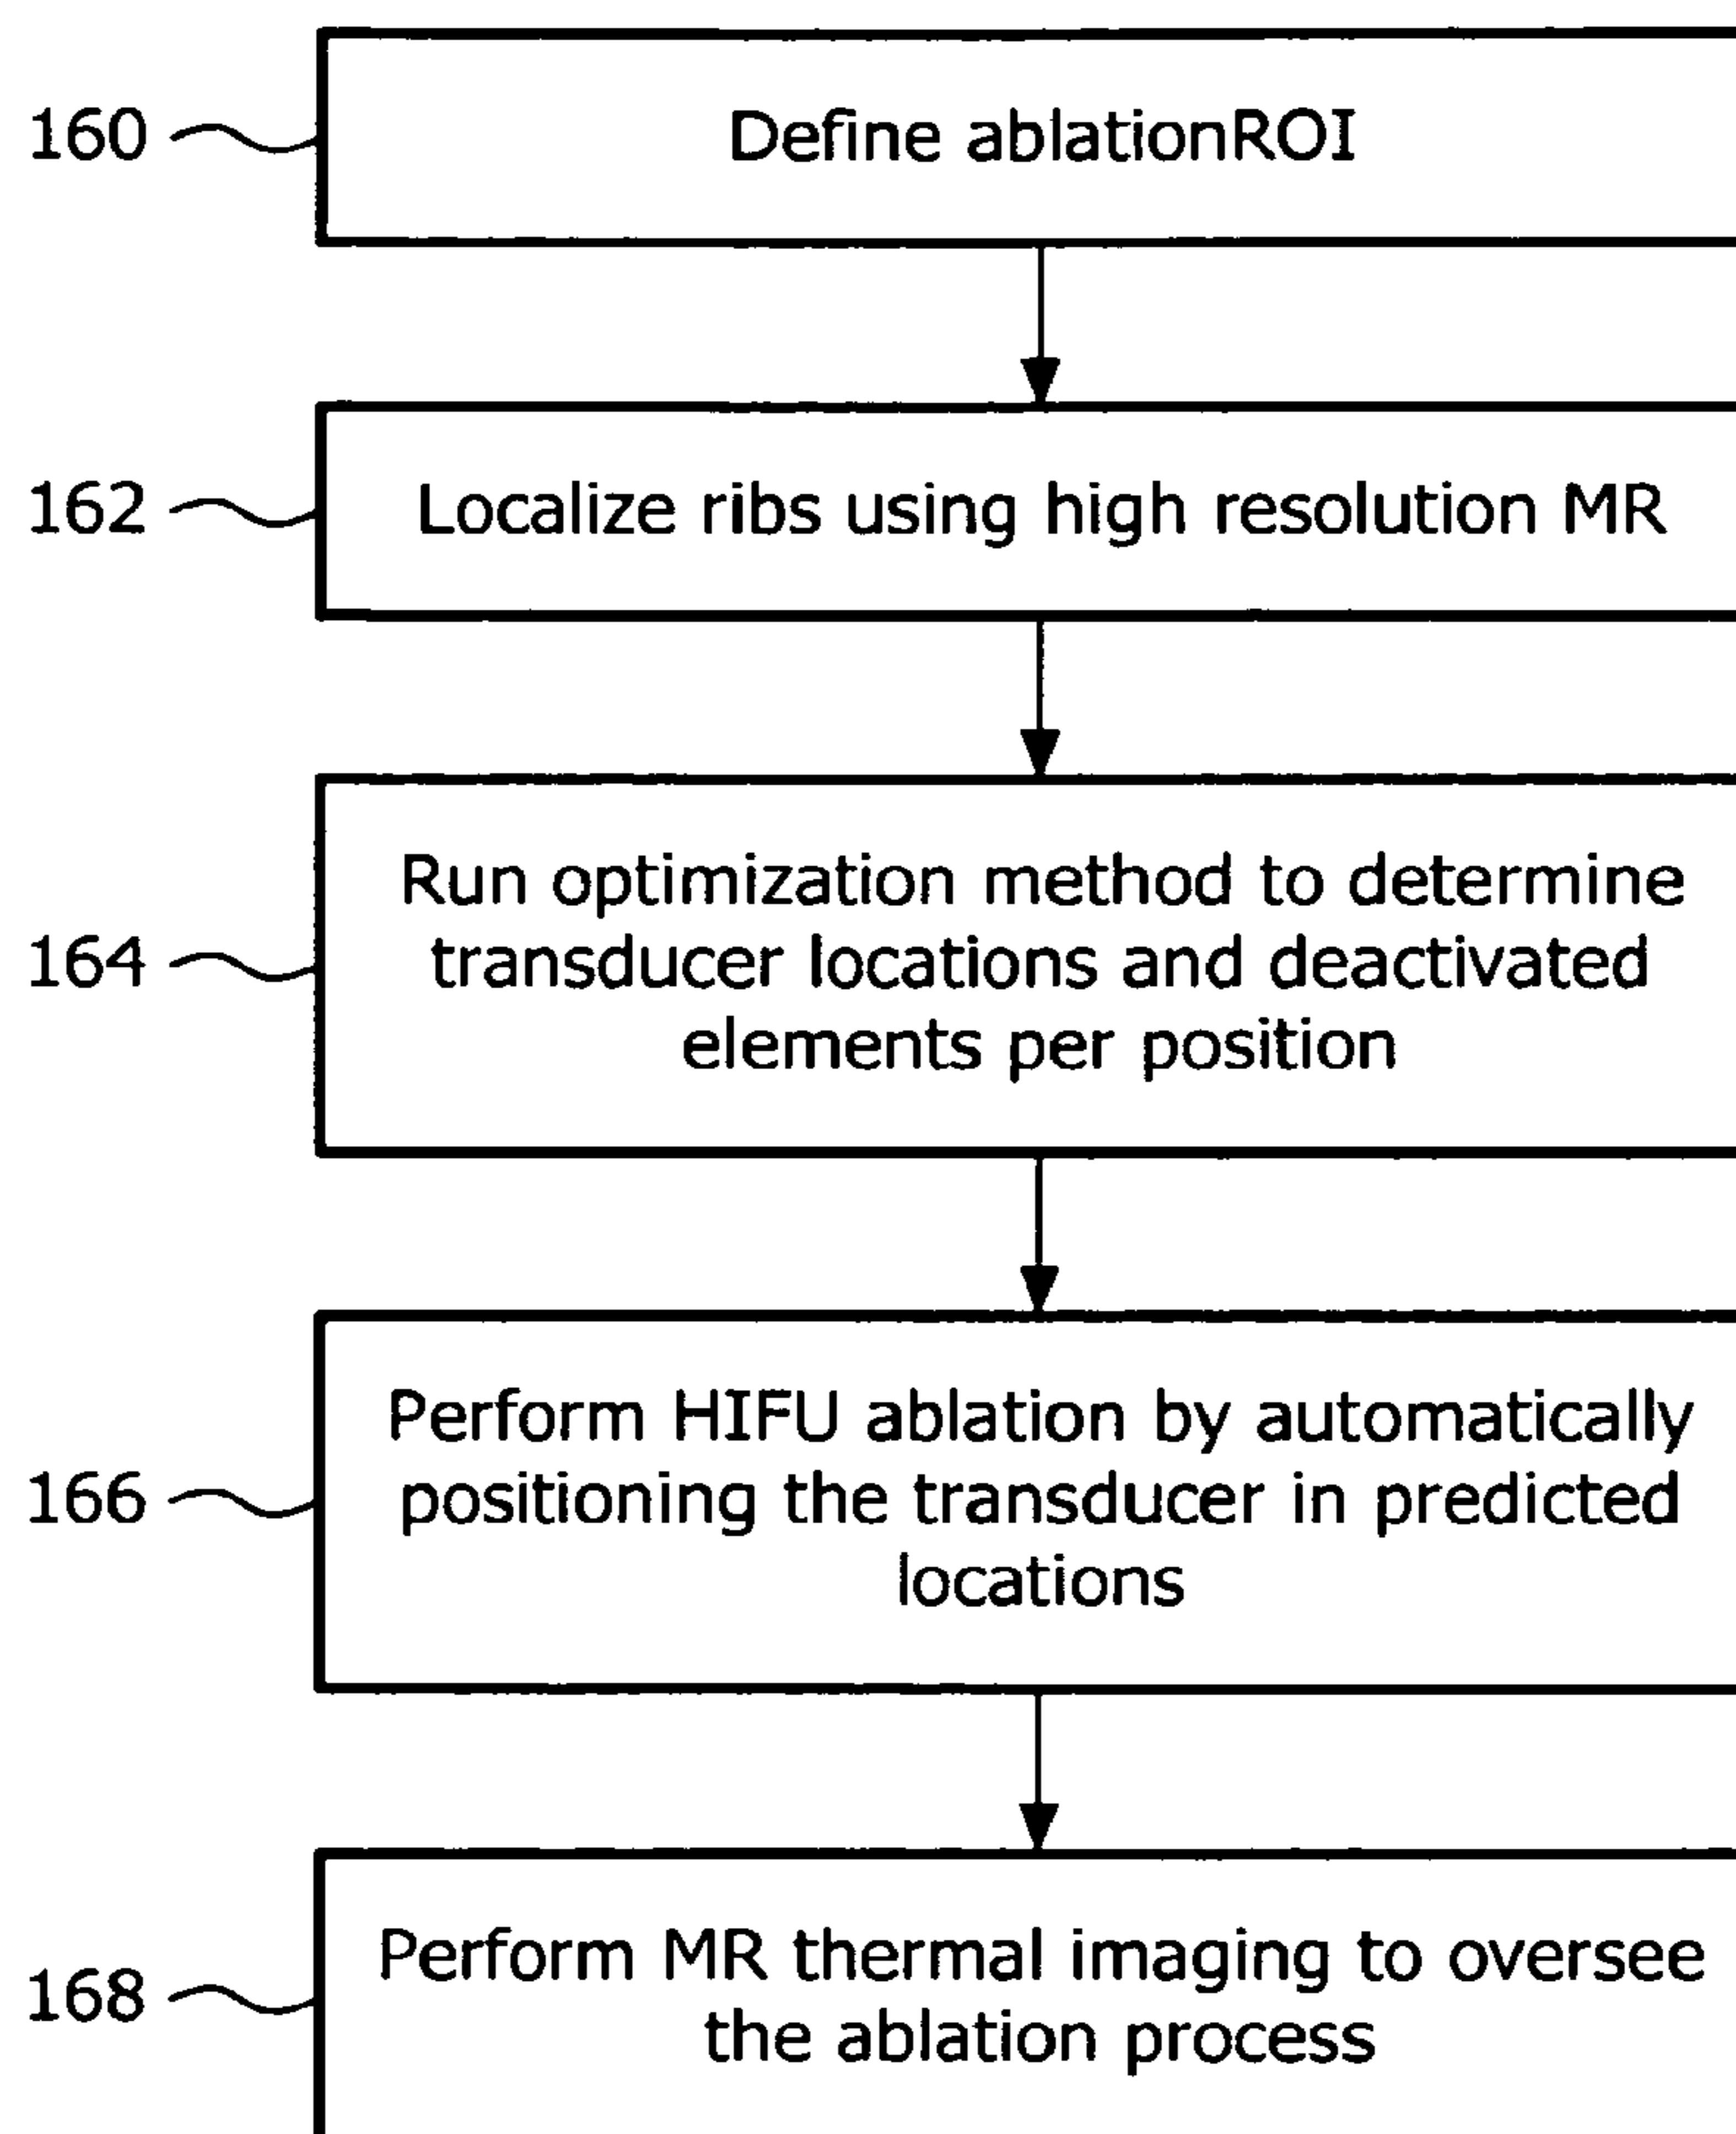 160
Define ablationROI
162
Localize ribs using high resolution MR
164
Run optimization method to determine
transducer locations and deactivated
elements per position
166
Perform HIFU ablation by automatically
positioning the transducer in predicted
locations
168
Perform MR thermal imaging to oversee
the ablation process